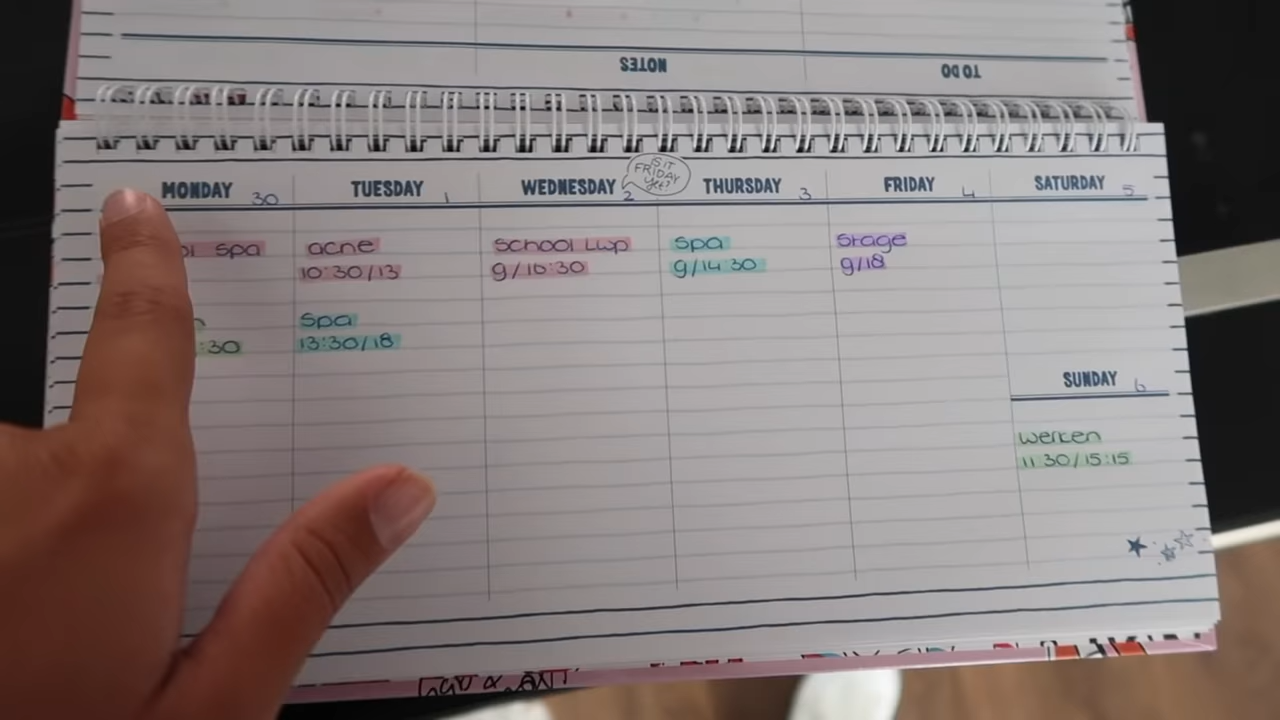 NOTES
TO DO
MONDAY 30
TUESDAY 1
WEDNESDAY 2
IS IT
FRIDAY
yet?
THURSDAY 3
FRIDAY 4
SATURDAY 5
spa
:30
acne
10:30/13
spa
13:30/18
school LWP
9/16:30
spa
9/14:30
stage
9/18
SUNDAY 6
werken
11:30/15:15